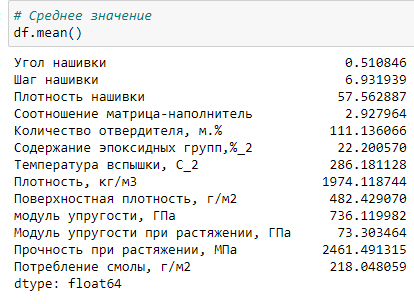 # Среднее значение
df.mean()
Угол нашивки 0.510846
Шаг нашивки 6.931939
Плотность нашивки 57.562887
Соотношение матрица-наполнитель 2.927964
Количество отвердителя, м.% 111.136066
Содержание эпоксидных групп,%_2 22.200570
Температура вспышки, С_2 286.181128
Плотность, кг/м3 1974.118744
Поверхностная плотность, г/м2 482.429070
модуль упругости, ГПа 736.119982
Модуль упругости при растяжении, ГПа 73.303464
Прочность при растяжении, МПа 2461.491315
Потребление смолы, г/м2 218.048059
dtype: float64